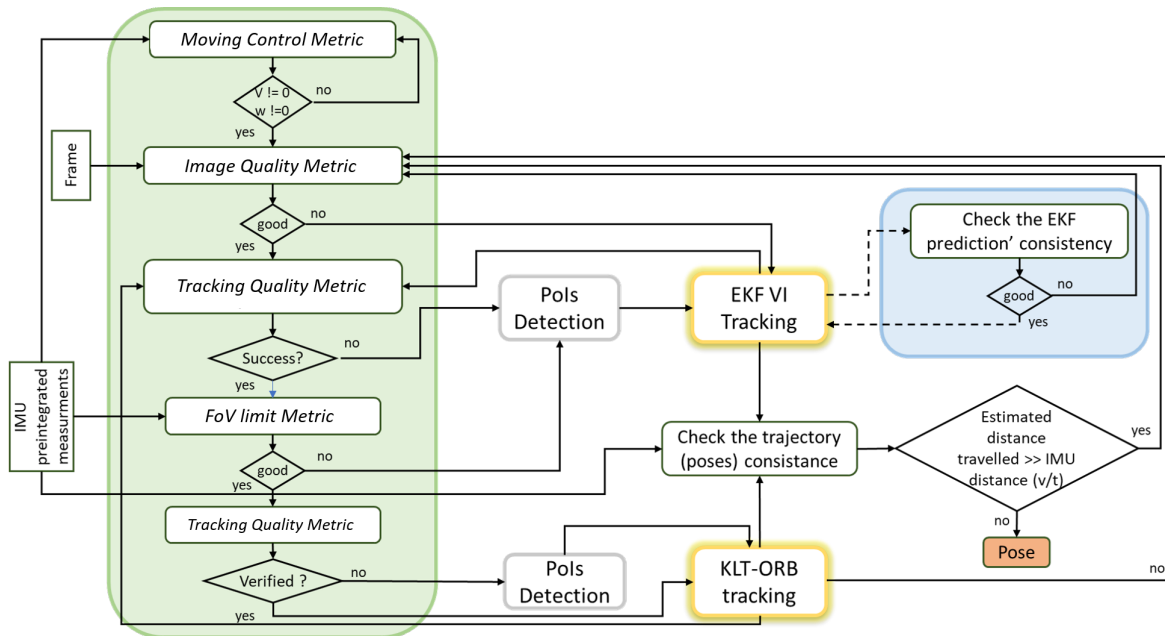 Moving Control Metric
V != 0
w !=0
no
yes
Frame
Image Quality Metric
good
no
yes
Check the EKF
prediction' consistency
good
no
yes
Tracking Quality Metric
PoIs
Detection
EKF VI
Tracking
Success?
no
yes
IMU
preintegrated
measurments
FoV limit Metric
good
no
yes
Check the trajectory
(poses) consistance
Estimated
distance
travelled >> IMU
distance (v/t)
yes
no
Pose
Tracking Quality Metric
Verified ?
no
yes
PoIs
Detection
KLT-ORB
tracking
no